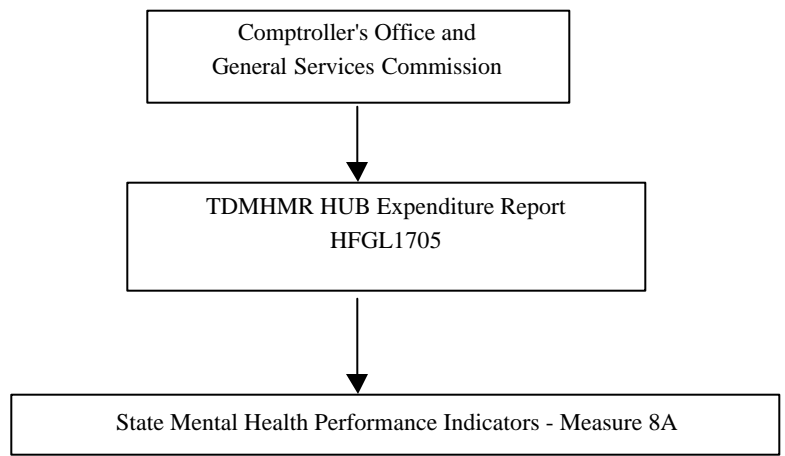 Comptroller's Office and
General Services Commission
TDMHMR HUB Expenditure Report
HFGL1705
State Mental Health Performance Indicators - Measure 8A